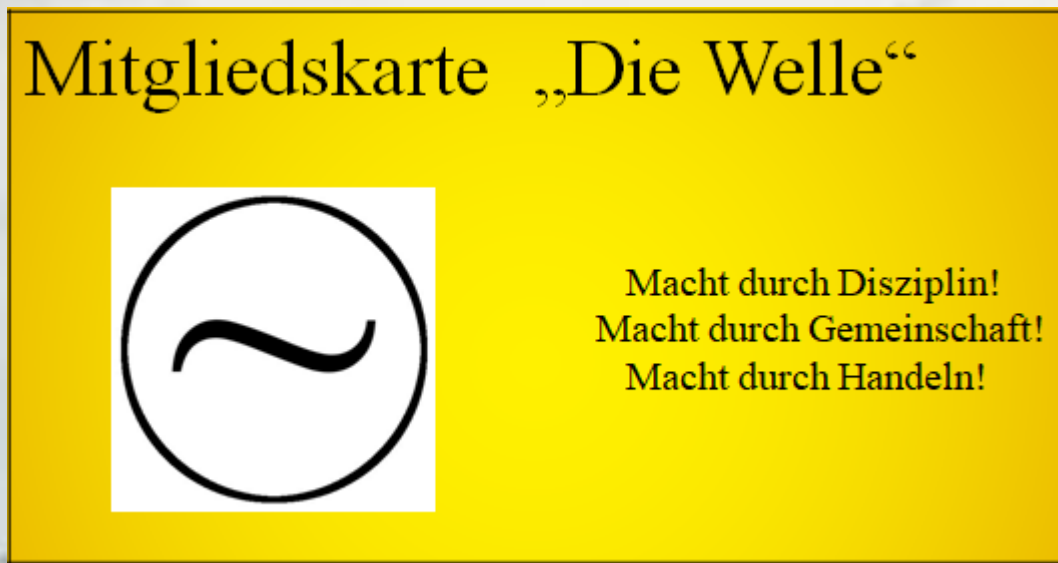 Mitgliedskarte „Die Welle“
Macht durch Disziplin!
Macht durch Gemeinschaft!
Macht durch Handeln!